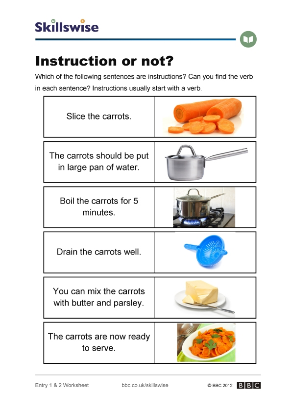 Skillswise
Instruction or not?
Which of the following sentences are instructions? Can you find the verb
in each sentence? Instructions usually start with a verb.
Slice the carrots.
The carrots should be put
in large pan of water.
Boil the carrots for 5
minutes.
Drain the carrots well.
You can mix the carrots
with butter and parsley.
The carrots are now ready
to serve.
Entry 1 & 2 Worksheet
bbc.co.uk/skillswise
© BBC 2012 BBC